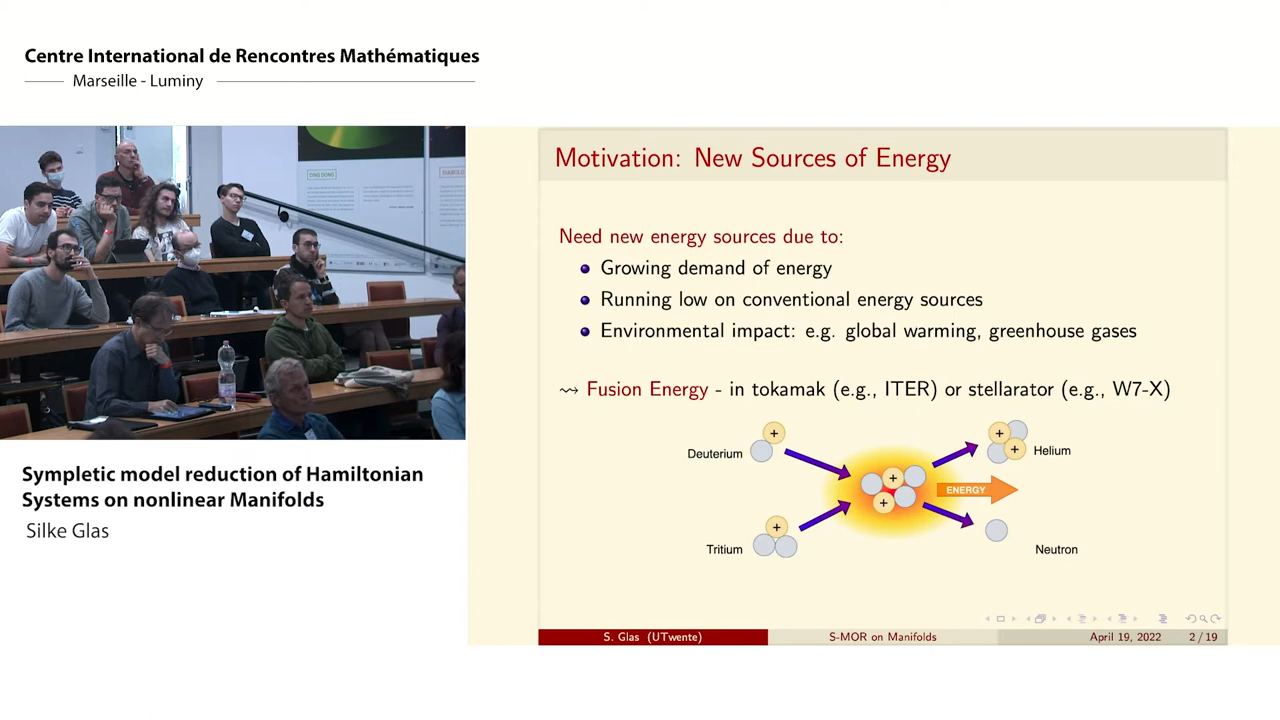 Centre International de Rencontres Mathématiques
Marseille - Luminy
DING DONG
Sympletic model reduction of Hamiltonian
Systems on nonlinear Manifolds
Silke Glas
Motivation: New Sources of Energy
Need new energy sources due to:
Growing demand of energy
Running low on conventional energy sources
Environmental impact: e.g. global warming, greenhouse gases
⇝ Fusion Energy - in tokamak (e.g., ITER) or stellarator (e.g., W7-X)
Deuterium
+
+
+
Helium
+
+
ENERGY
+
Tritium
Neutron
S. Glas (UTwente)
S-MOR on Manifolds
April 19, 2022
2 / 19